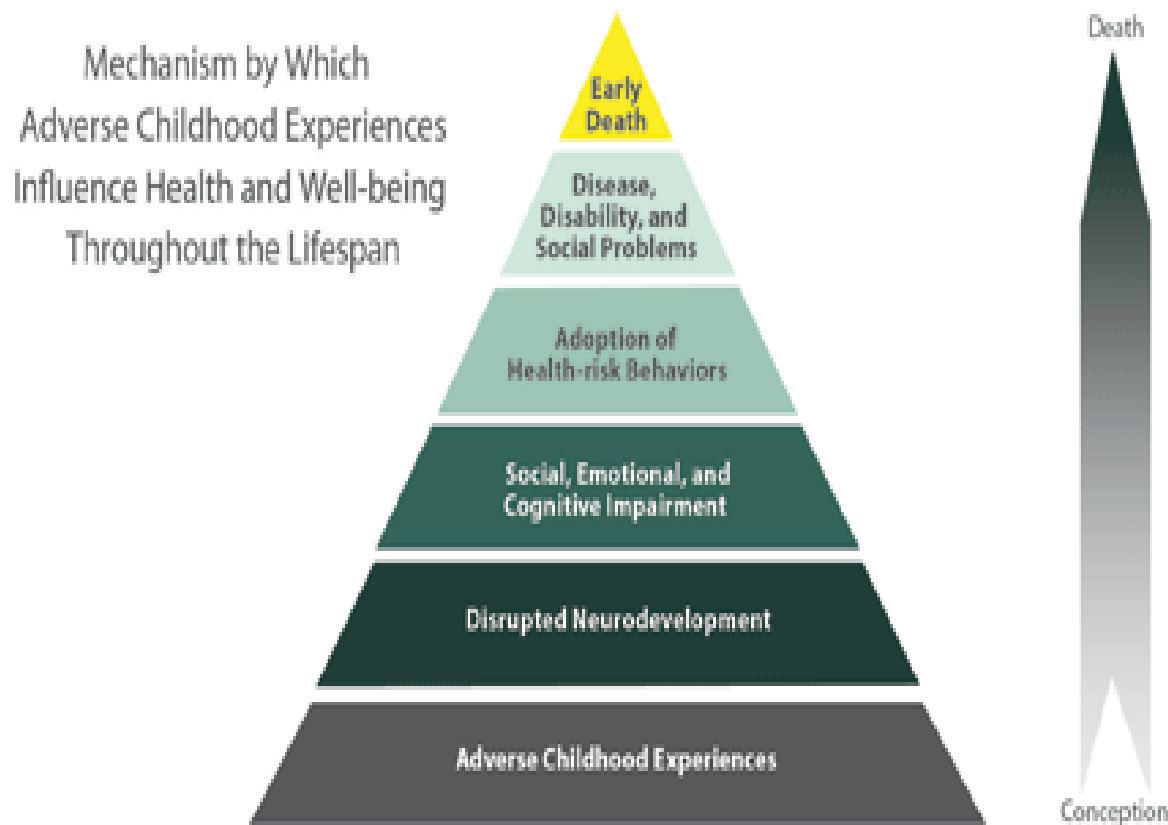 Mechanism by Which
Adverse Childhood Experiences
Influence Health and Well-being
Throughout the Lifespan
Early
Death
Disease,
Disability, and
Social Problems
Adoption of
Health-risk Behaviors
Social, Emotional, and
Cognitive Impairment
Disrupted Neurodevelopment
Adverse Childhood Experiences
Death
Conception